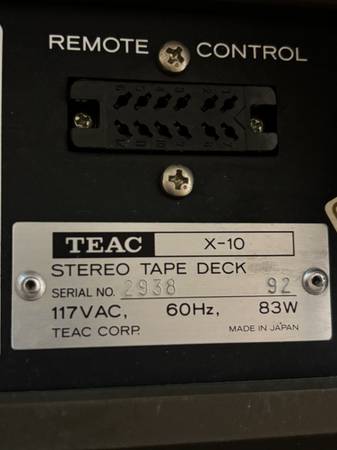 REMOTE CONTROL
TEAC X-10
STEREO TAPE DECK
SERIAL NO. 2938 92
117VAC, 60Hz, 83W
TEAC CORP. MADE IN JAPAN